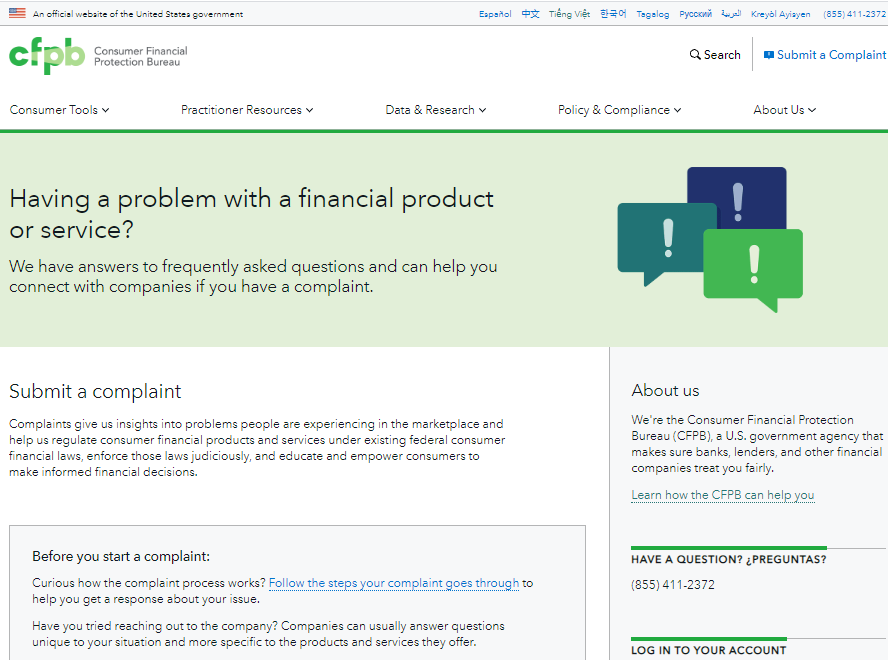 An official website of the United States government
Español 中文 Tiếng Việt 한국어 Tagalog Pусский العربية Kreyòl Ayisyen (855) 411-2372
cfpb Consumer Financial
Protection Bureau
Search
Submit a Complaint
Consumer Tools Practitioner Resources Data & Research Policy & Compliance About Us
Having a problem with a financial product
or service?
We have answers to frequently asked questions and can help you
connect with companies if you have a complaint.
! ! !
Submit a complaint
Complaints give us insights into problems people are experiencing in the marketplace and
help us regulate consumer financial products and services under existing federal consumer
financial laws, enforce those laws judiciously, and educate and empower consumers to
make informed financial decisions.
Before you start a complaint:
Curious how the complaint process works? Follow the steps your complaint goes through to
help you get a response about your issue.
Have you tried reaching out to the company? Companies can usually answer questions
unique to your situation and more specific to the products and services they offer.
About us
We're the Consumer Financial Protection
Bureau (CFPB), a U.S. government agency that
makes sure banks, lenders, and other financial
companies treat you fairly.
Learn how the CFPB can help you
HAVE A QUESTION? ¿PREGUNTAS?
(855) 411-2372
LOG IN TO YOUR ACCOUNT